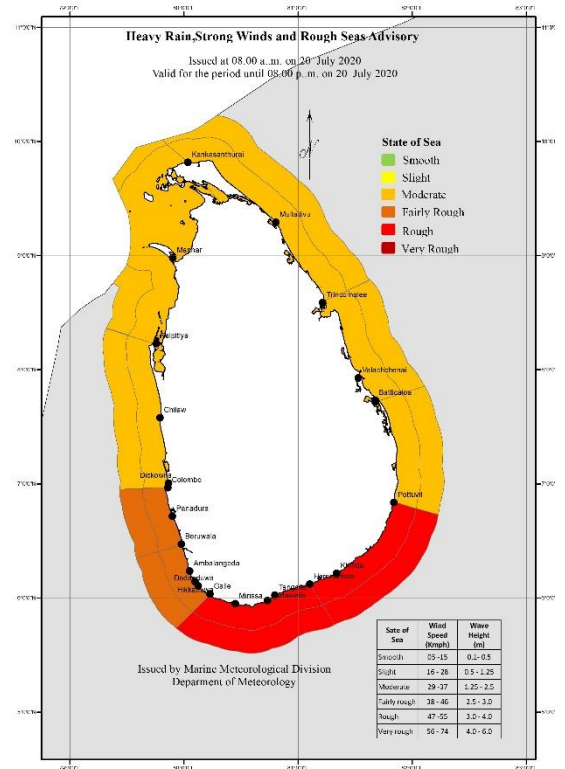 Heavy Rain,Strong Winds and Rough Seas Advisory
Issued at 08.00 a..m. on 20 July 2020
Valid for the period until 08.00 p..m. on 20 July 2020
State of Sea
Smooth
Slight
Moderate
Fairly Rough
Rough
Very Rough
Kankasanthurai
Mullaitivu
Mannar
Trincomalee
Kalpitiya
Valachchenai
Batticaloa
Chilaw
Colombo
Pottuvil
Panadura
Beruwala
Ambalangoda
Galle
Mirissa
Issued by Marine Meteorological Division
Deparment of Meteorology
Sate of Sea Wind Speed (Kmph) Wave Height (m)
Smooth 05 -15 0.1- 0.5
Slight 16 - 28 0.5 - 1.25
Moderate 29 -37 1.25 - 2.5
Fairly rough 38 - 46 2.5 - 3.0
Rough 47 -55 3.0 - 4.0
Very rough 56 - 74 4.0 - 6.0